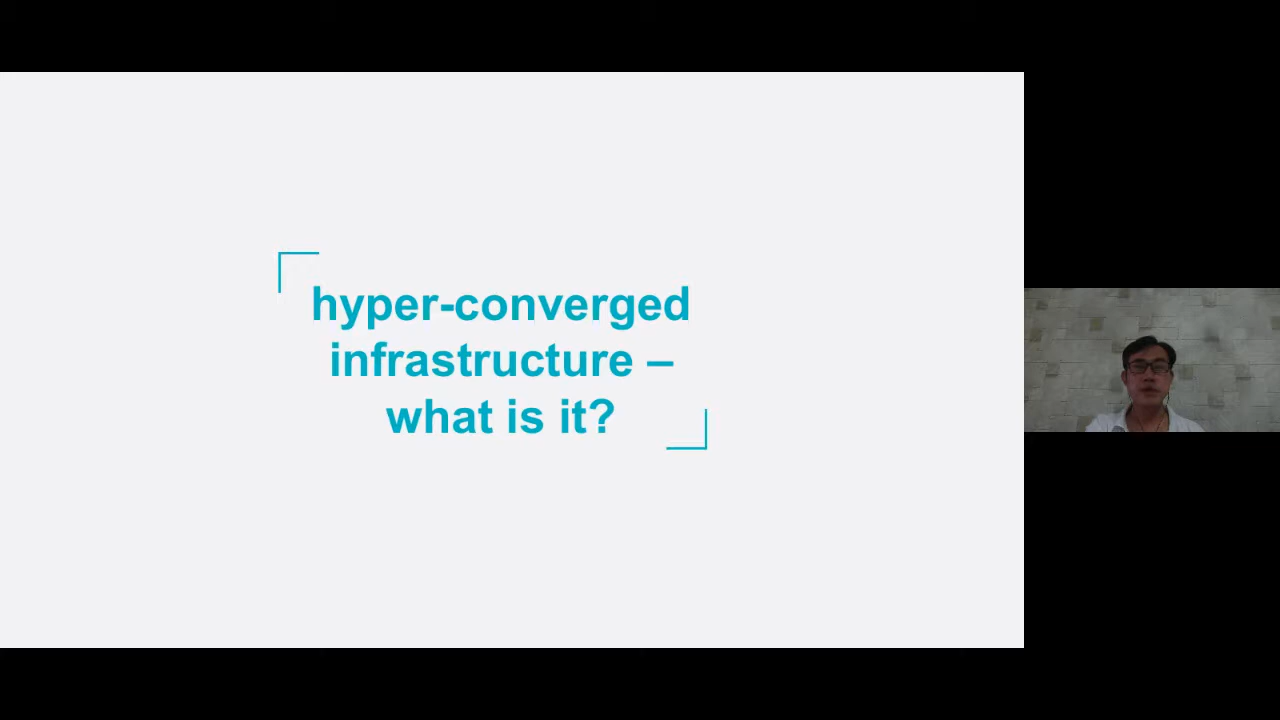 hyper-converged
infrastructure –
what is it?